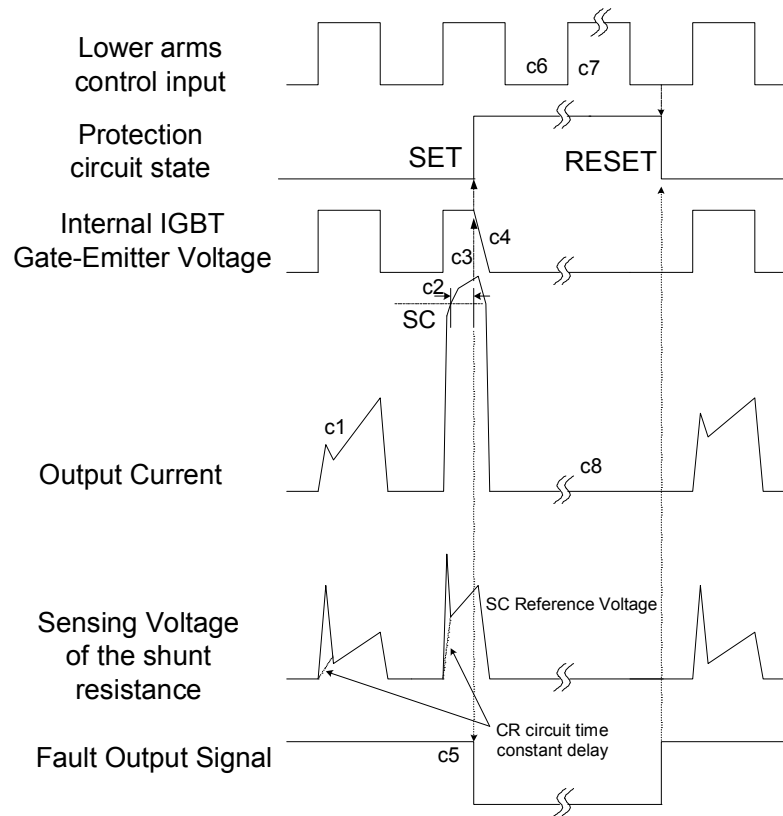 Lower arms
control input
c6
c7
Protection
circuit state
SET
RESET
Internal IGBT
Gate-Emitter Voltage
c4
c3
c2
SC
c1
Output Current
c8
SC Reference Voltage
Sensing Voltage
of the shunt
resistance
CR circuit time
constant delay
Fault Output Signal
c5